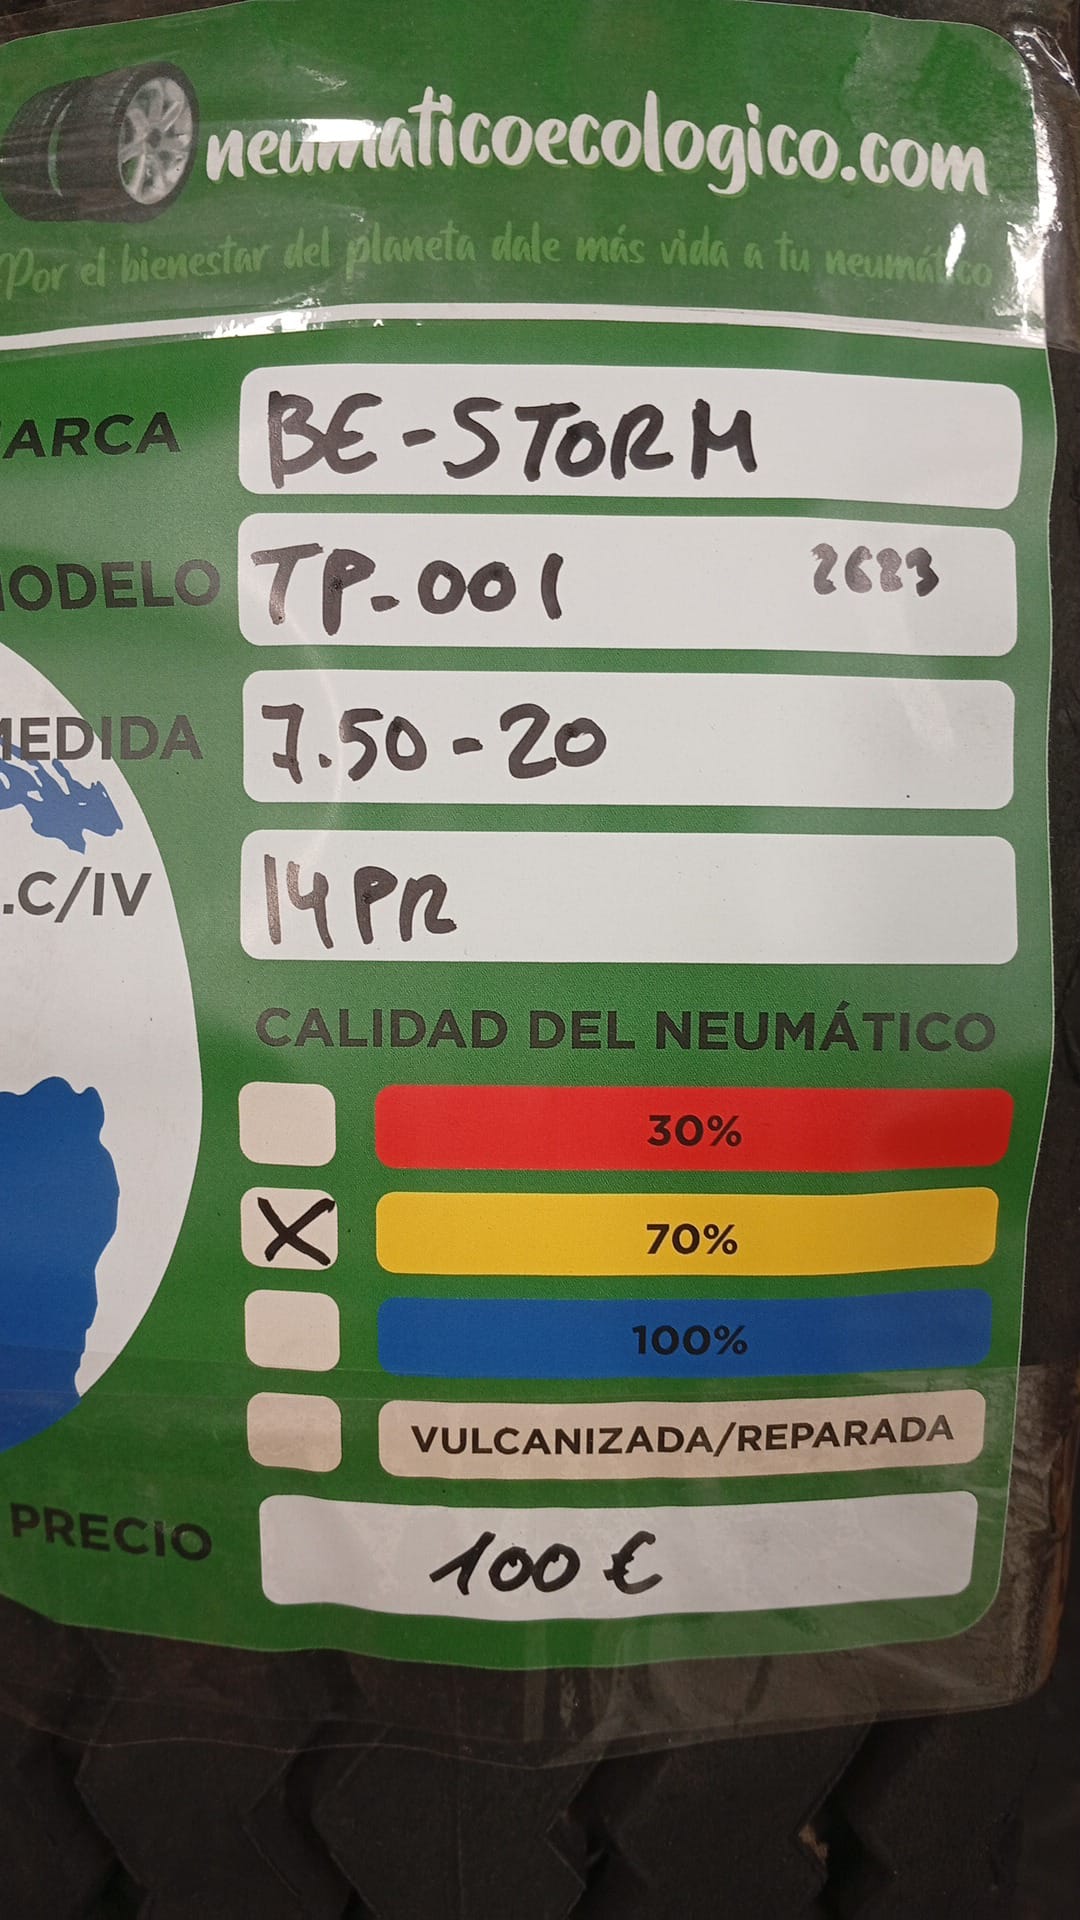 neumaticoecologico.com
Por el bienestar del planeta dale más vida a tu neumático
ARCA BE-STORM
ODELO TP-001 2623
MEDIDA 7.50-20
.C/IV 14PR
CALIDAD DEL NEUMÁTICO
30%
X 70%
100%
VULCANIZADA/REPARADA
PRECIO 100€